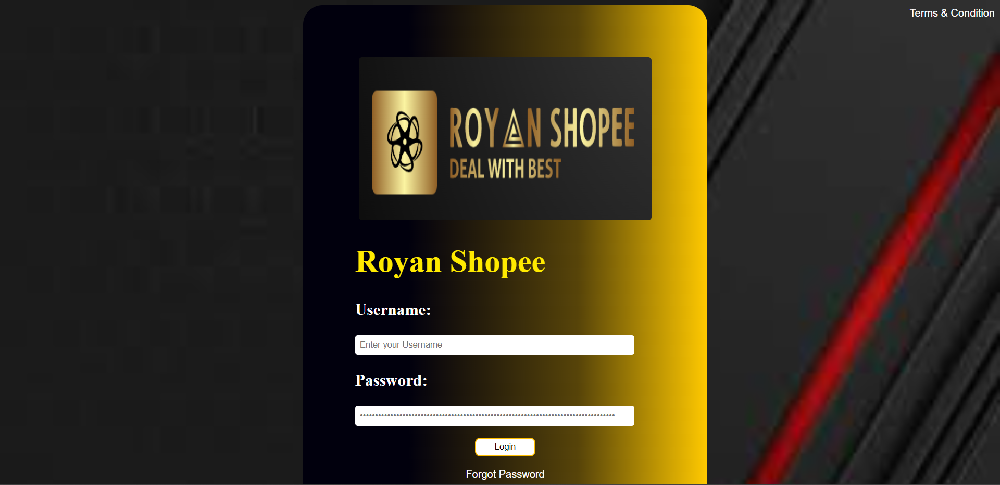 Terms & Condition
ROYAN SHOPEE
DEAL WITH BEST
Royan Shopee
Username:
Enter your Username
Password:
Login
Forgot Password